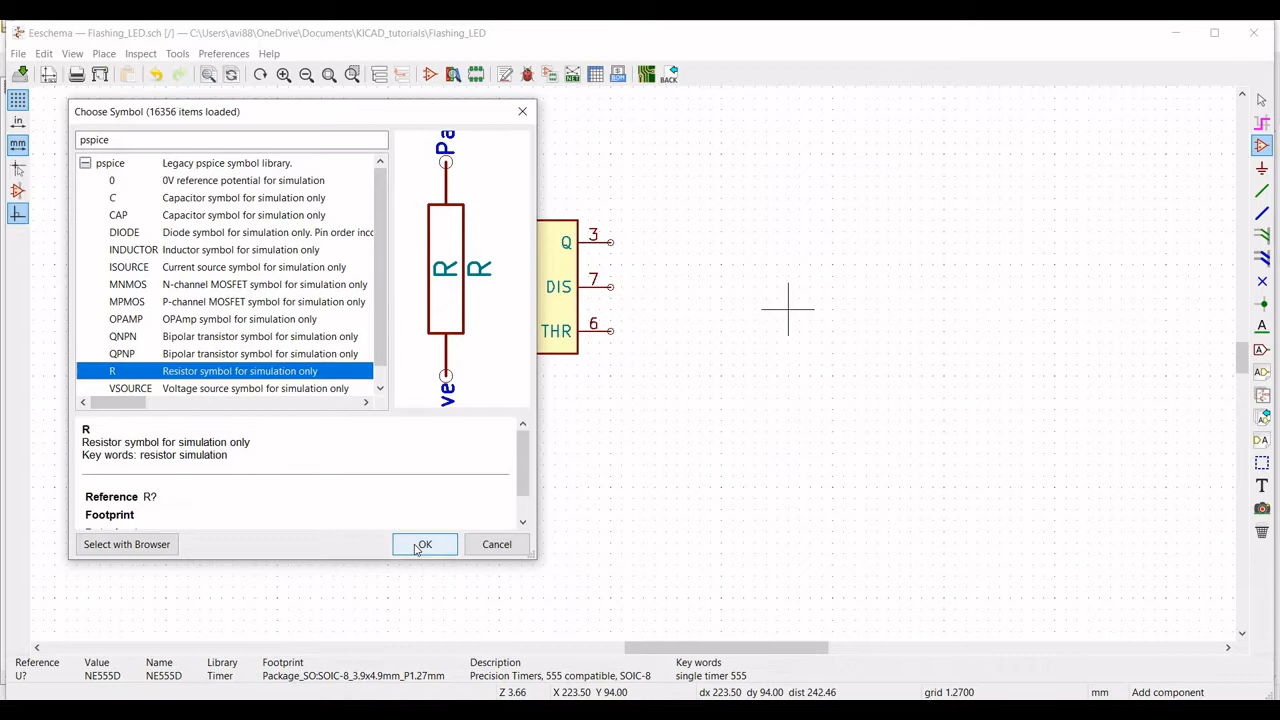 Eeschema — Flashing_LED.sch [/] — C:\Users\avi88\OneDrive\Documents\KICAD_tutorials\Flashing_LED
File Edit View Place Inspect Tools Preferences Help
BACK
in
mm
Choose Symbol (16356 items loaded)
pspice
pspice Legacy pspice symbol library.
0 0V reference potential for simulation
C Capacitor symbol for simulation only
CAP Capacitor symbol for simulation only
DIODE Diode symbol for simulation only. Pin order inc
INDUCTOR Inductor symbol for simulation only
ISOURCE Current source symbol for simulation only
MNMOS N-channel MOSFET symbol for simulation only
MPMOS P-channel MOSFET symbol for simulation only
OPAMP OPAmp symbol for simulation only
QNPN Bipolar transistor symbol for simulation only
QPNP Bipolar transistor symbol for simulation only
R Resistor symbol for simulation only
VSOURCE Voltage source symbol for simulation only
Pa
R R
ve
R
Resistor symbol for simulation only
Key words: resistor simulation
Reference R?
Footprint
Select with Browser OK Cancel
Q 3
DIS 7
THR 6
A
A
T
Reference Value Name Library Footprint Description Key words
U? NE555D NE555D Timer Package_SO:SOIC-8_3.9x4.9mm_P1.27mm Precision Timers, 555 compatible, SOIC-8 single timer 555
Z 3.66 X 223.50 Y 94.00 dx 223.50 dy 94.00 dist 242.46 grid 1.2700 mm Add component